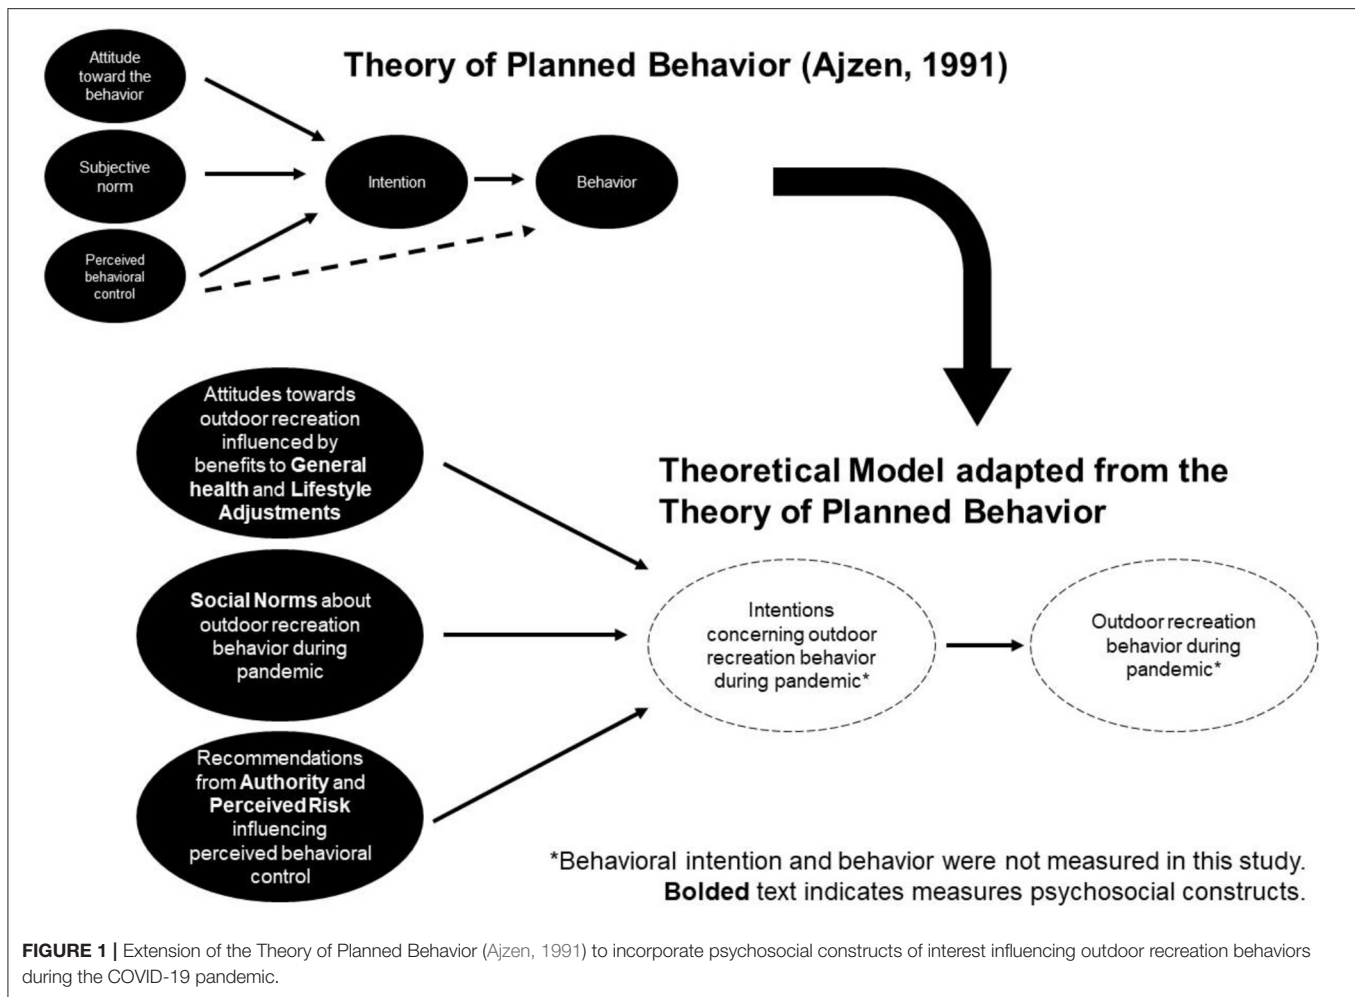 Theory of Planned Behavior (Ajzen, 1991)
Attitude
toward the
behavior
Subjective
norm
Perceived
behavioral
control
Intention
Behavior
Theoretical Model adapted from the
Theory of Planned Behavior
Attitudes towards
outdoor recreation
influenced by
benefits to General
health and Lifestyle
Adjustments
Social Norms about
outdoor recreation
behavior during
pandemic
Recommendations
from Authority and
Perceived Risk
influencing
perceived behavioral
control
Intentions
concerning outdoor
recreation behavior
during pandemic*
Outdoor recreation
behavior during
pandemic*
*Behavioral intention and behavior were not measured in this study.
Bolded text indicates measures psychosocial constructs.
FIGURE 1 | Extension of the Theory of Planned Behavior (Ajzen, 1991) to incorporate psychosocial constructs of interest influencing outdoor recreation behaviors
during the COVID-19 pandemic.